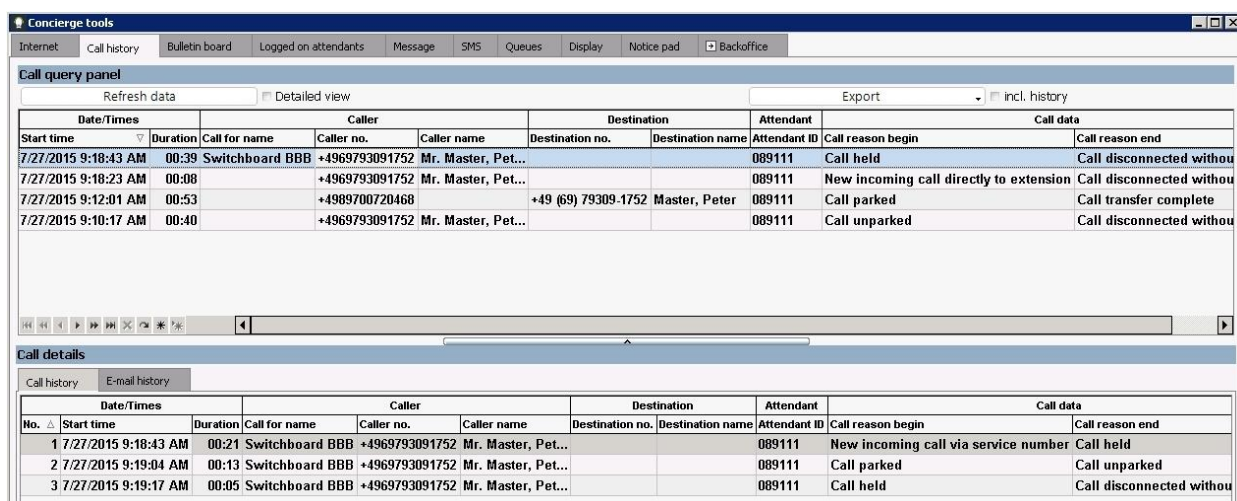 Concierge tools
Internet Call history Bulletin board Logged on attendants Message SMS Queues Display Notice pad Backoffice
Call query panel
Refresh data Detailed view Export incl. history
Date/Times Caller Destination Attendant Call data
Start time Duration Call for name Caller no. Caller name Destination no. Destination name Attendant ID Call reason begin Call reason end
7/27/2015 9:18:43 AM 00:39 Switchboard BBB +4969793091752 Mr. Master, Pet... 089111 Call held Call disconnected withou
7/27/2015 9:18:23 AM 00:08 +4969793091752 Mr. Master, Pet... 089111 New incoming call directly to extension Call disconnected withou
7/27/2015 9:12:01 AM 00:53 +4989700720468 +49 (69) 79309-1752 Master, Peter 089111 Call parked Call transfer complete
7/27/2015 9:10:17 AM 00:40 +4969793091752 Mr. Master, Pet... 089111 Call unparked Call disconnected withou
Call details
Call history E-mail history
Date/Times Caller Destination Attendant Call data
No. Start time Duration Call for name Caller no. Caller name Destination no. Destination name Attendant ID Call reason begin Call reason end
1 7/27/2015 9:18:43 AM 00:21 Switchboard BBB +4969793091752 Mr. Master, Pet... 089111 New incoming call via service number Call held
2 7/27/2015 9:19:04 AM 00:13 Switchboard BBB +4969793091752 Mr. Master, Pet... 089111 Call parked Call unparked
3 7/27/2015 9:19:17 AM 00:05 Switchboard BBB +4969793091752 Mr. Master, Pet... 089111 Call held Call disconnected withou